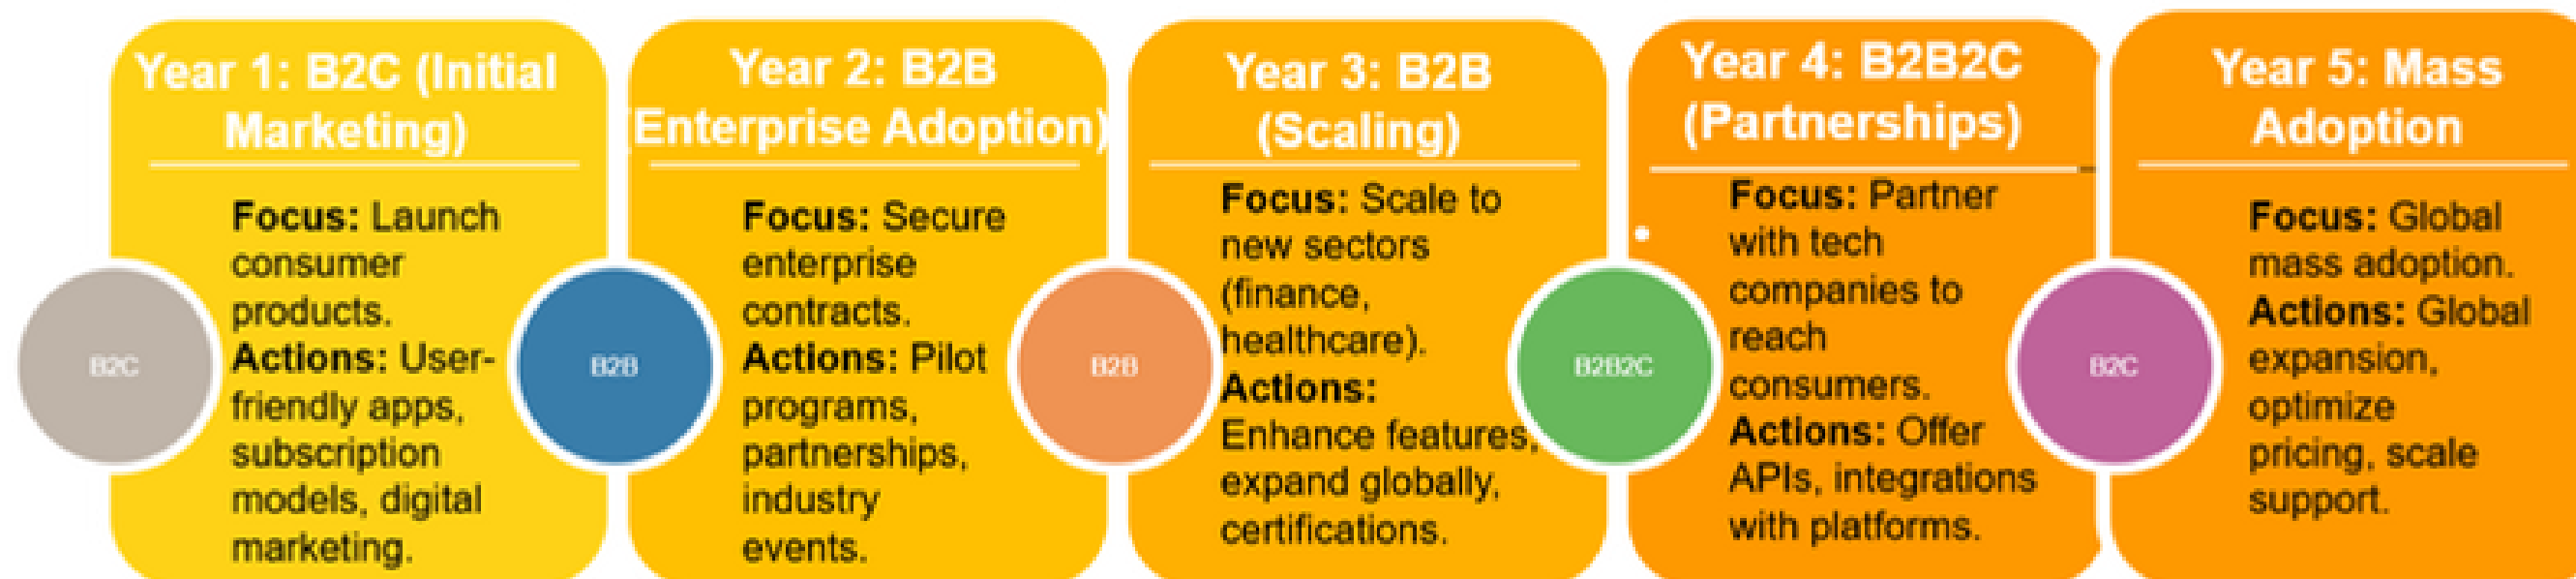 Year 1: B2C (Initial
Marketing)
Focus: Launch
consumer
products.
Actions: User-
friendly apps,
subscription
models, digital
marketing.
B2C
Year 2: B2B
(Enterprise Adoption)
Focus: Secure
enterprise
contracts.
Actions: Pilot
programs,
partnerships,
industry
events.
B2B
Year 3: B2B
(Scaling)
Focus: Scale to
new sectors
(finance,
healthcare).
Actions:
Enhance features,
expand globally,
certifications.
B2B
Year 4: B2B2C
(Partnerships)
Focus: Partner
with tech
companies to
reach
consumers.
Actions: Offer
APIs, integrations
with platforms.
B2B2C
Year 5: Mass
Adoption
Focus: Global
mass adoption.
Actions: Global
expansion,
optimize
pricing, scale
support.
B2C